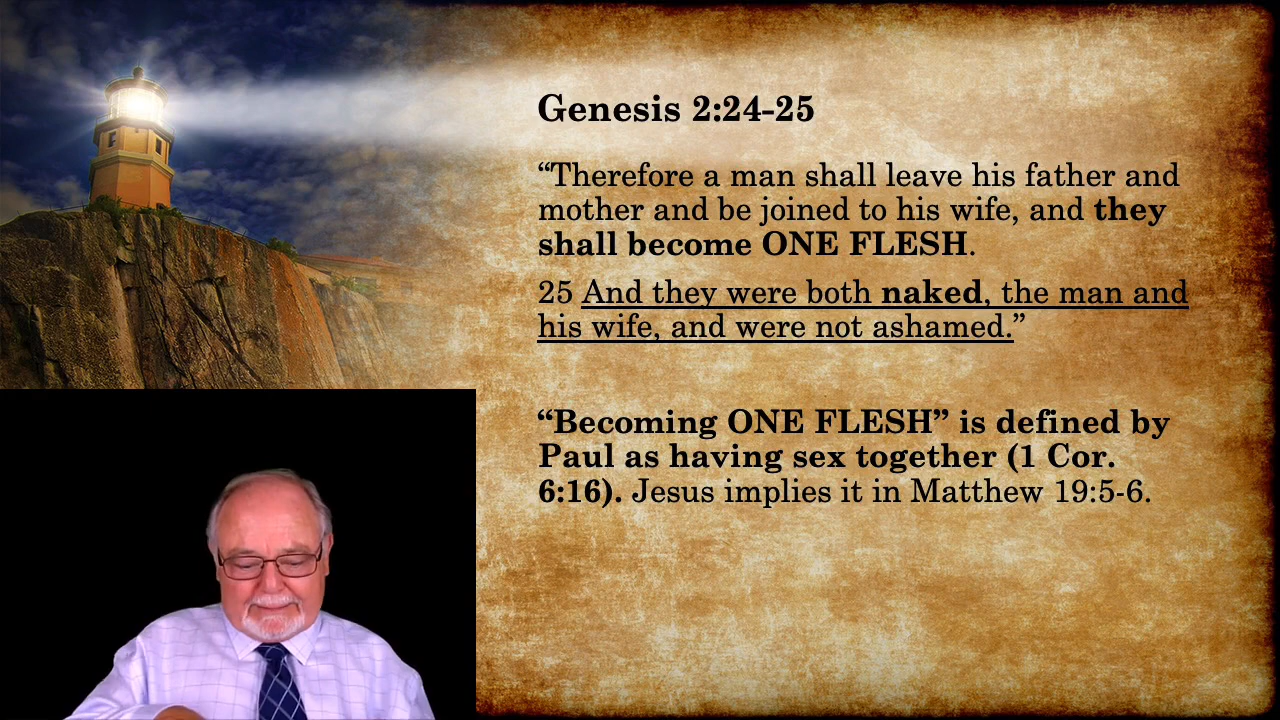 Genesis 2:24-25
“Therefore a man shall leave his father and
mother and be joined to his wife, and they
shall become ONE FLESH.
25 And they were both naked, the man and
his wife, and were not ashamed.”
“Becoming ONE FLESH” is defined by
Paul as having sex together (1 Cor.
6:16). Jesus implies it in Matthew 19:5-6.